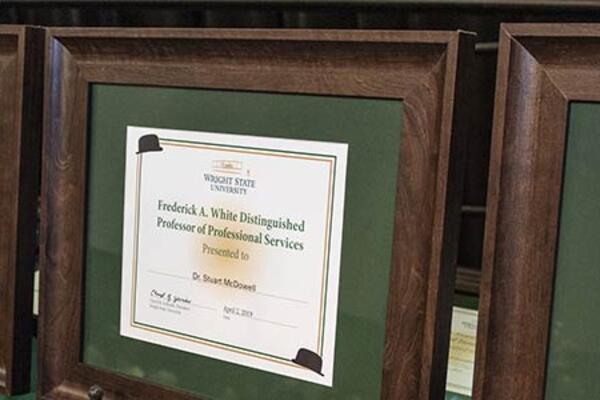 WRIGHT STATE
UNIVERSITY
Frederick A. White Distinguished
Professor of Professional Services
Presented to
Dr. Stuart McDowell
April 2, 2019